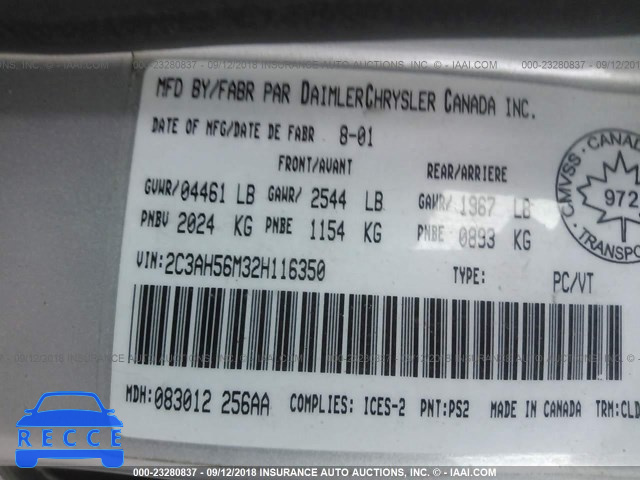 000-23280837 - 09/12/2018 INSURANCE AUTO AUCTIONS - © - IAAI.COM
MFD BY/FABR PAR DAIMLERCHRYSLER CANADA INC.
DATE OF MFG/DATE DE FABR 8-01
FRONT/AVANT REAR/ARRIERE
GVWR/04461 LB GAWR/ 2544 LB GAWR/ 1967 LB
PNBV 2024 KG PNBE 1154 KG PNBE 0893 KG
CMVSS CANADA
972
TRANSPORT
VIN: 2C3AH56M32H116350 TYPE: PC/VT
MDH: 083012 256AA COMPLIES: ICES-2 PNT: PS2 MADE IN CANADA TRM: CLD
RECCE
000-23280837 - 09/12/2018 INSURANCE AUTO AUCTIONS - © - IAAI.COM